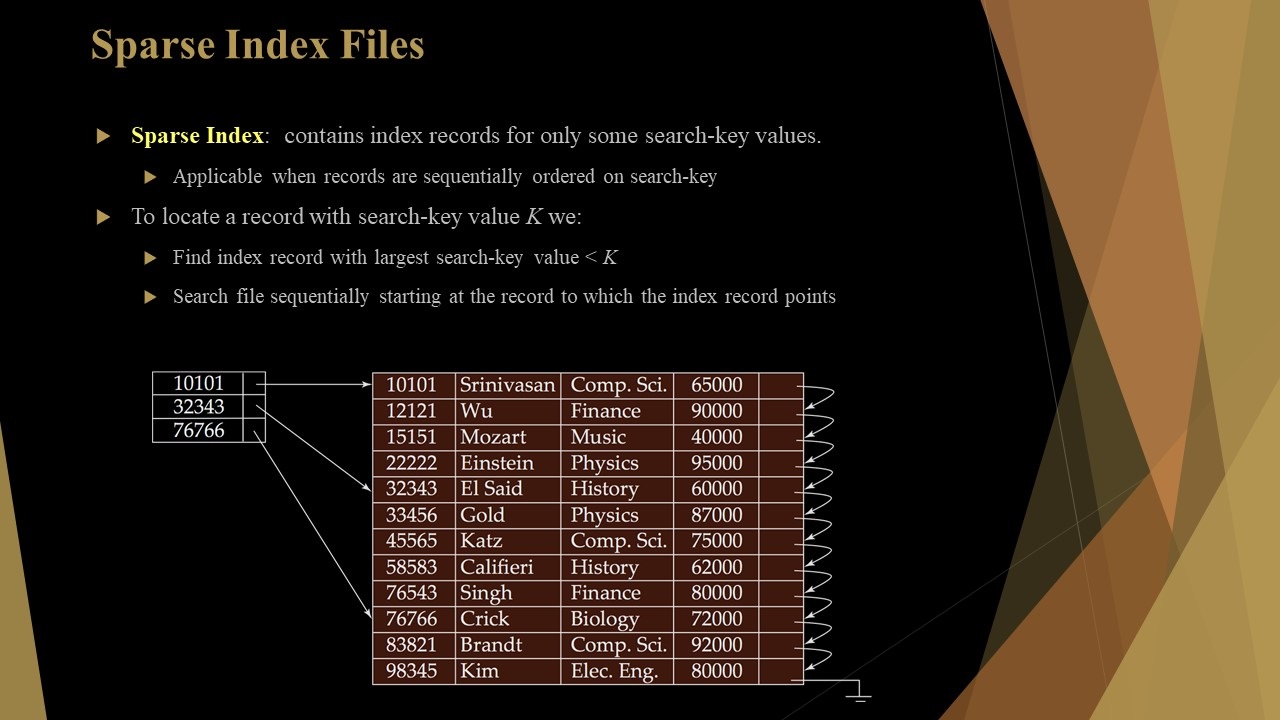 Sparse Index Files
Sparse Index: contains index records for only some search-key values.
Applicable when records are sequentially ordered on search-key
To locate a record with search-key value K we:
Find index record with largest search-key value < K
Search file sequentially starting at the record to which the index record points
10101
32343
76766
10101 Srinivasan Comp. Sci. 65000
12121 Wu Finance 90000
15151 Mozart Music 40000
22222 Einstein Physics 95000
32343 El Said History 60000
33456 Gold Physics 87000
45565 Katz Comp. Sci. 75000
58583 Califieri History 62000
76543 Singh Finance 80000
76766 Crick Biology 72000
83821 Brandt Comp. Sci. 92000
98345 Kim Elec. Eng. 80000